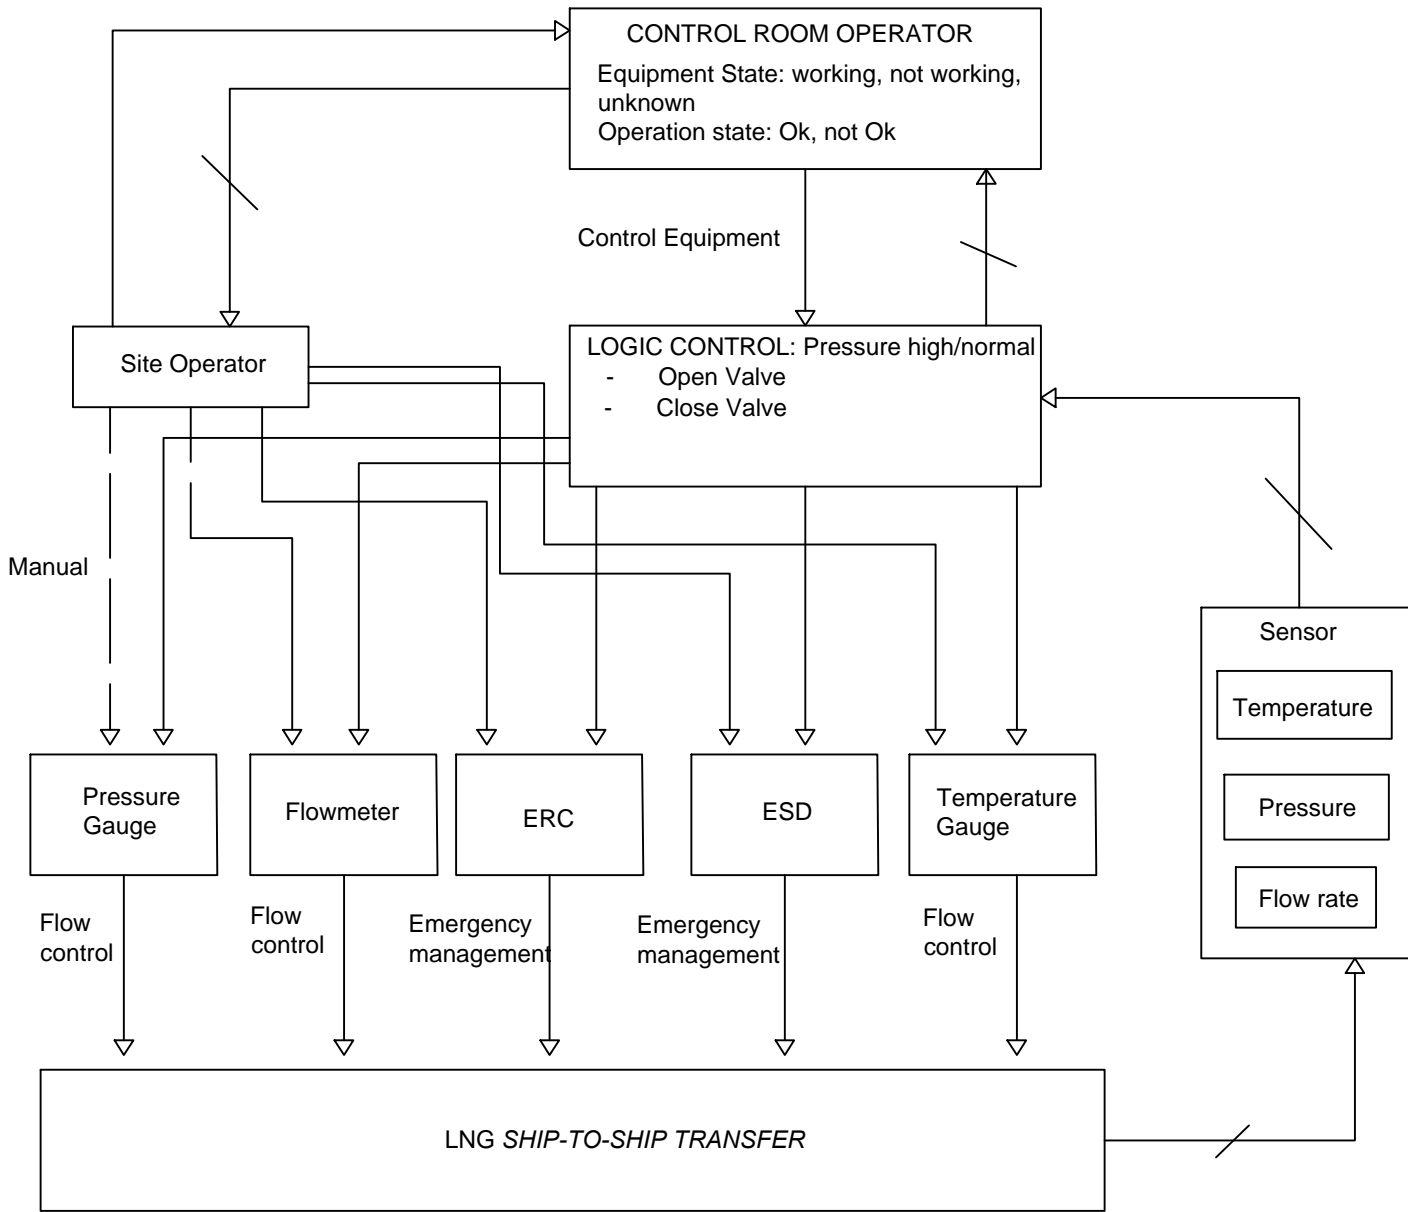 CONTROL ROOM OPERATOR
Equipment State: working, not working,
unknown
Operation state: Ok, not Ok
Control Equipment
Site Operator
LOGIC CONTROL: Pressure high/normal
- Open Valve
- Close Valve
Manual
Sensor
Temperature
Pressure
Flow rate
Pressure
Gauge
Flowmeter
ERC
ESD
Temperature
Gauge
Flow
control
Flow
control
Emergency
management
Emergency
management
Flow
control
LNG SHIP-TO-SHIP TRANSFER